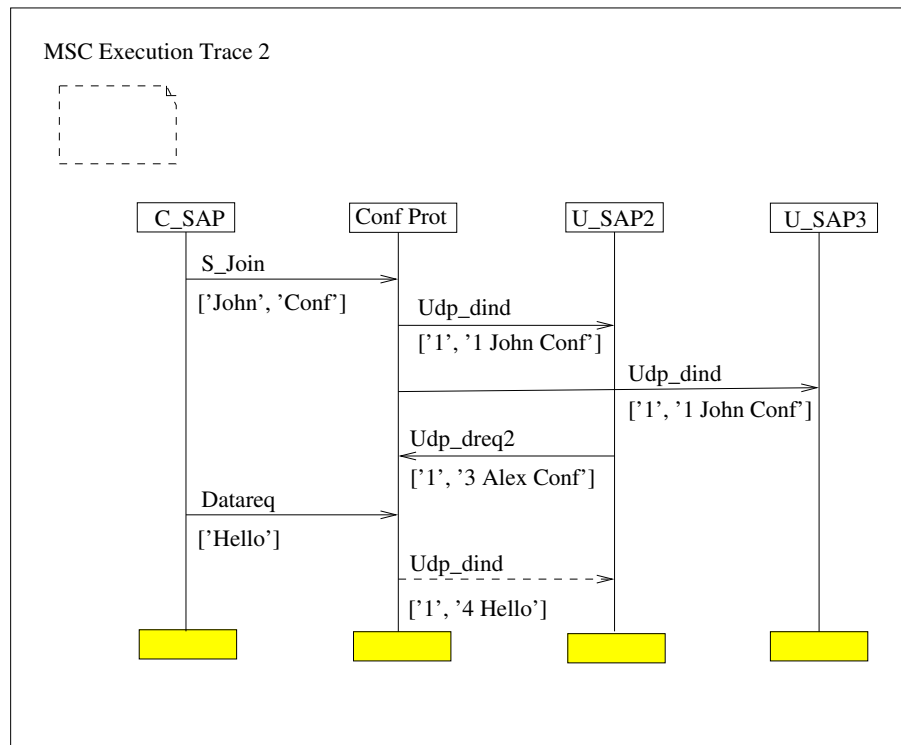 MSC Execution Trace 2
C_SAP
Conf Prot
U_SAP2
U_SAP3
S_Join
['John', 'Conf']
Udp_dind
['1', '1 John Conf']
Udp_dind
['1', '1 John Conf']
Udp_dreq2
['1', '3 Alex Conf']
Datareq
['Hello']
Udp_dind
['1', '4 Hello']